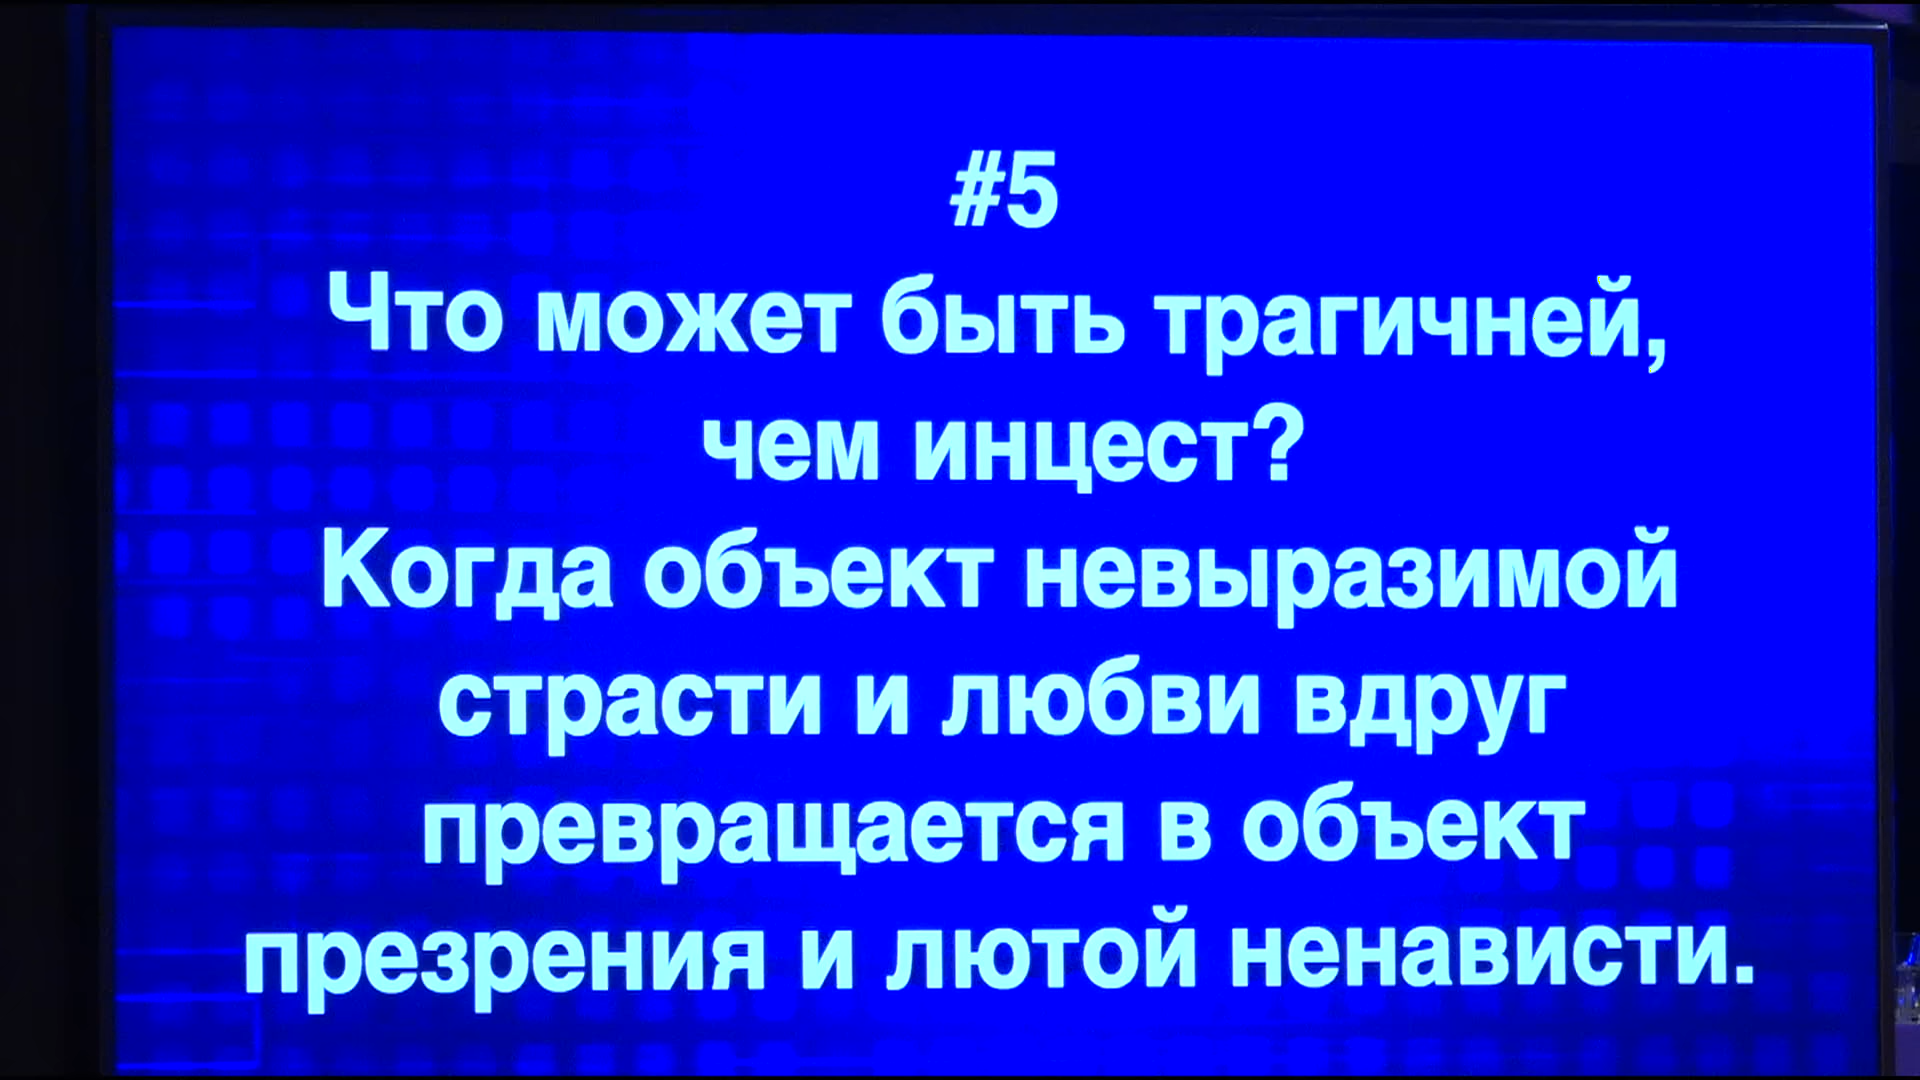 #5
Что может быть трагичней,
чем инцест?
Когда объект невыразимой
страсти и любви вдруг
превращается в объект
презрения и лютой ненависти.